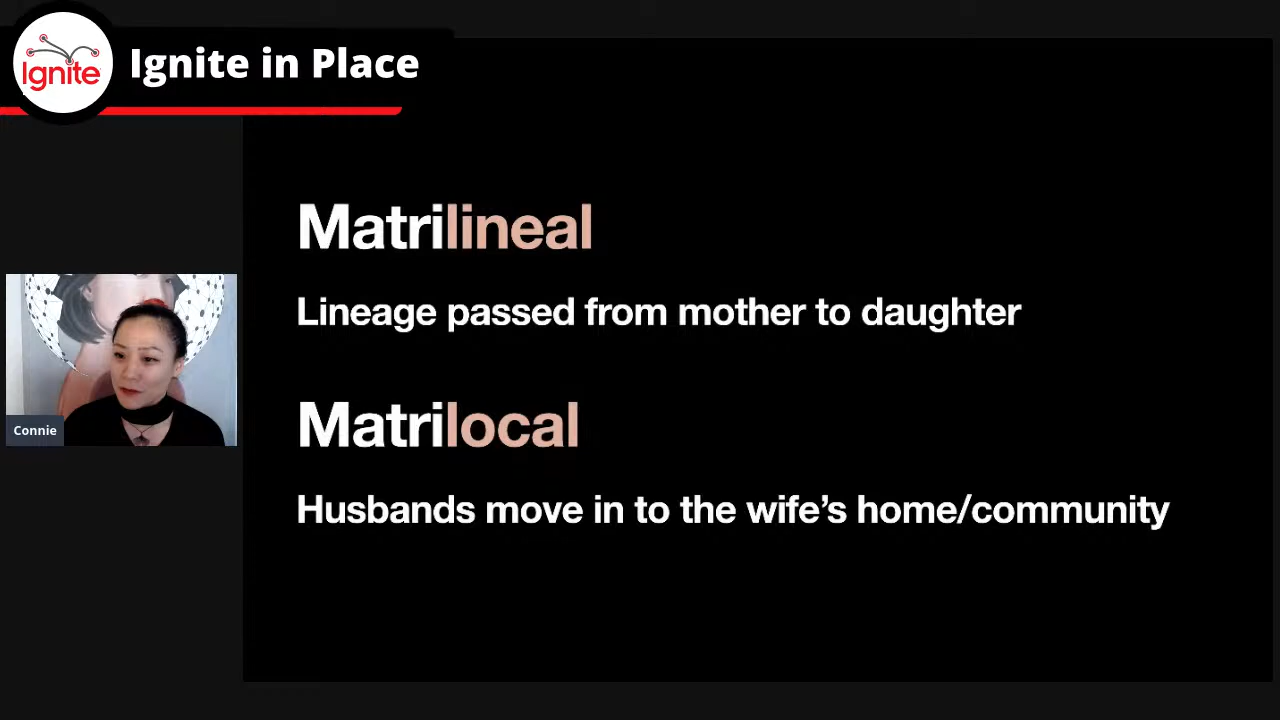 Ignite
Ignite in Place
Matrilineal
Lineage passed from mother to daughter
Matrilocal
Husbands move in to the wife’s home/community
Connie